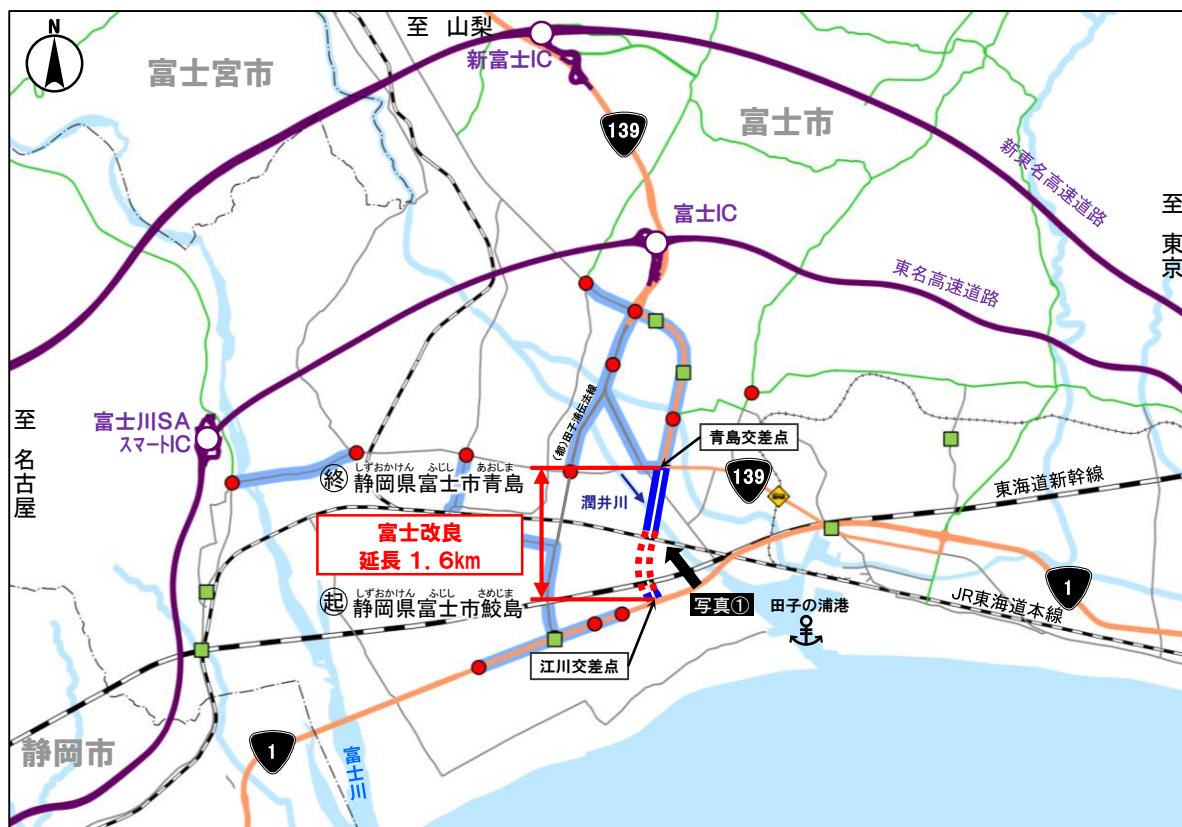 N
至 山梨
新富士IC
富士宮市
139
富士市
新東名高速道路
至 東京
富士IC
東名高速道路
至 名古屋
富士川SA
スマートIC
(都)田子浦伝法線
青島交差点
しずおかけん ふじし あおしま
終 静岡県富士市青島
潤井川
139
東海道新幹線
富士改良
延長 1.6km
しずおかけん ふじし さめじま
起 静岡県富士市鮫島
写真①
田子の浦港
1
JR東海道本線
江川交差点
静岡市
1
富士川